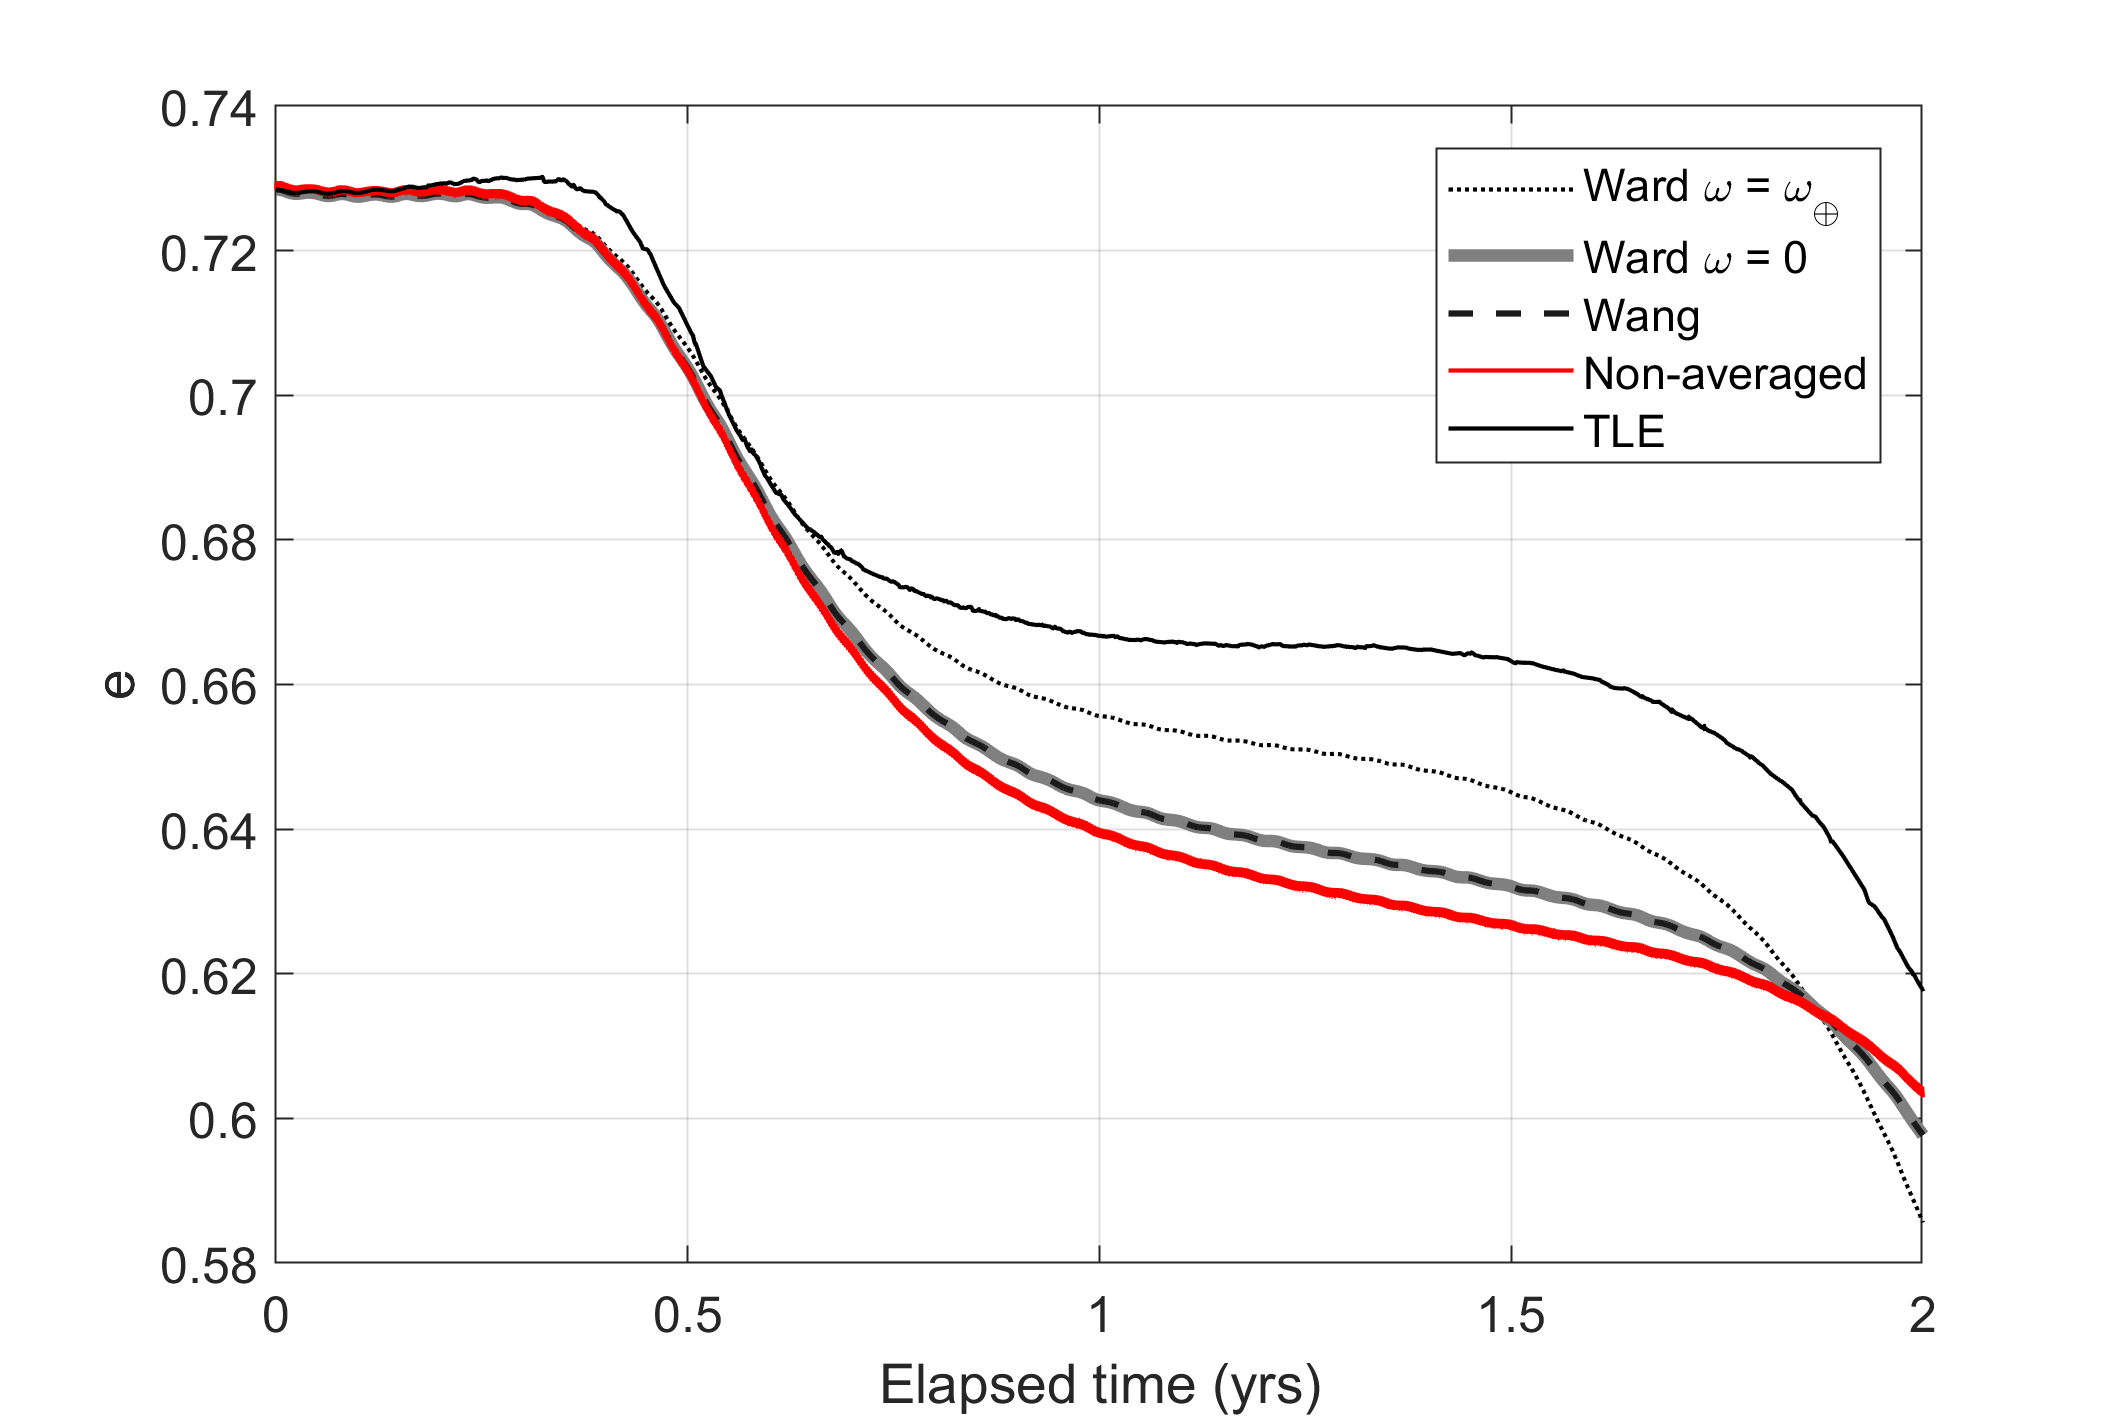 0.74
0.72
0.7
0.68
0.66
0.64
0.62
0.6
0.58
e
0
0.5
1
1.5
2
Elapsed time (yrs)
Ward ω = ω⊕
Ward ω = 0
Wang
Non-averaged
TLE